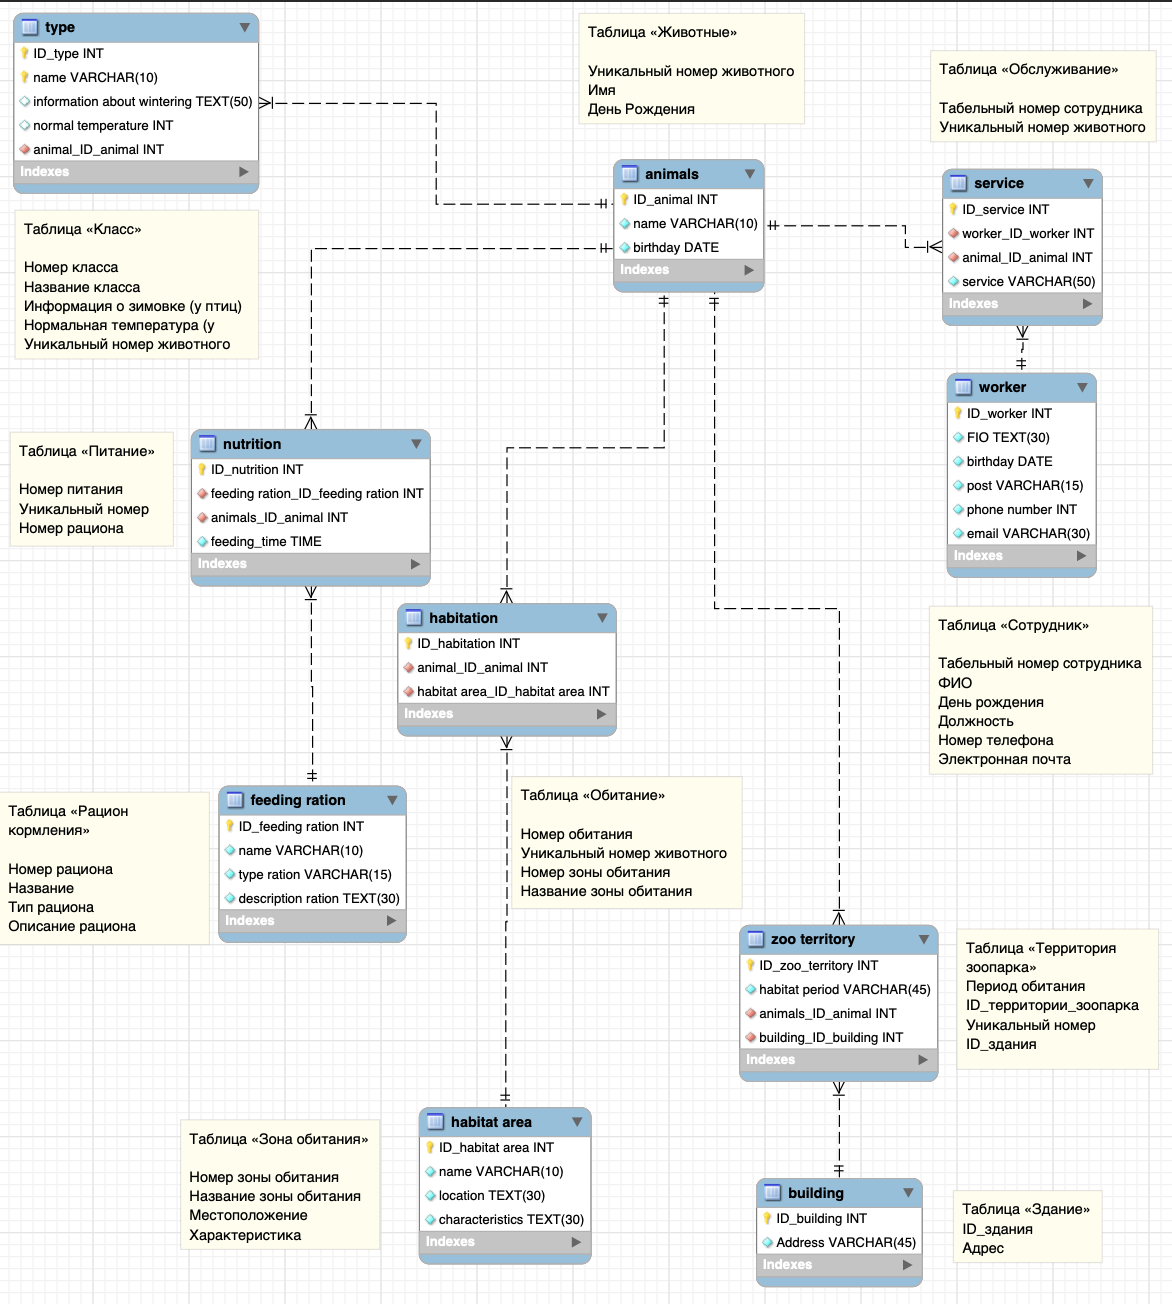 type
ID_type INT
name VARCHAR(10)
information about wintering TEXT(50)
normal temperature INT
animal_ID_animal INT
Indexes
Таблица «Животные»
Уникальный номер животного
Имя
День Рождения
Таблица «Обслуживание»
Табельный номер сотрудника
Уникальный номер животного
animals
ID_animal INT
name VARCHAR(10)
birthday DATE
Indexes
service
ID_service INT
worker_ID_worker INT
animal_ID_animal INT
service VARCHAR(50)
Indexes
Таблица «Класс»
Номер класса
Название класса
Информация о зимовке (у птиц)
Нормальная температура (у
Уникальный номер животного
worker
ID_worker INT
FIO TEXT(30)
birthday DATE
post VARCHAR(15)
phone number INT
email VARCHAR(30)
Indexes
Таблица «Питание»
Номер питания
Уникальный номер
Номер рациона
nutrition
ID_nutrition INT
feeding ration_ID_feeding ration INT
animals_ID_animal INT
feeding_time TIME
Indexes
habitation
ID_habitation INT
animal_ID_animal INT
habitat area_ID_habitat area INT
Indexes
Таблица «Сотрудник»
Табельный номер сотрудника
ФИО
День рождения
Должность
Номер телефона
Электронная почта
Таблица «Рацион
кормления»
Номер рациона
Название
Тип рациона
Описание рациона
feeding ration
ID_feeding ration INT
name VARCHAR(10)
type ration VARCHAR(15)
description ration TEXT(30)
Indexes
Таблица «Обитание»
Номер обитания
Уникальный номер животного
Номер зоны обитания
Название зоны обитания
zoo territory
ID_zoo_territory INT
habitat period VARCHAR(45)
animals_ID_animal INT
building_ID_building INT
Indexes
Таблица «Территория
зоопарка»
Период обитания
ID_территории_зоопарка
Уникальный номер
ID_здания
Таблица «Зона обитания»
Номер зоны обитания
Название зоны обитания
Местоположение
Характеристика
habitat area
ID_habitat area INT
name VARCHAR(10)
location TEXT(30)
characteristics TEXT(30)
Indexes
building
ID_building INT
Address VARCHAR(45)
Indexes
Таблица «Здание»
ID_здания
Адрес